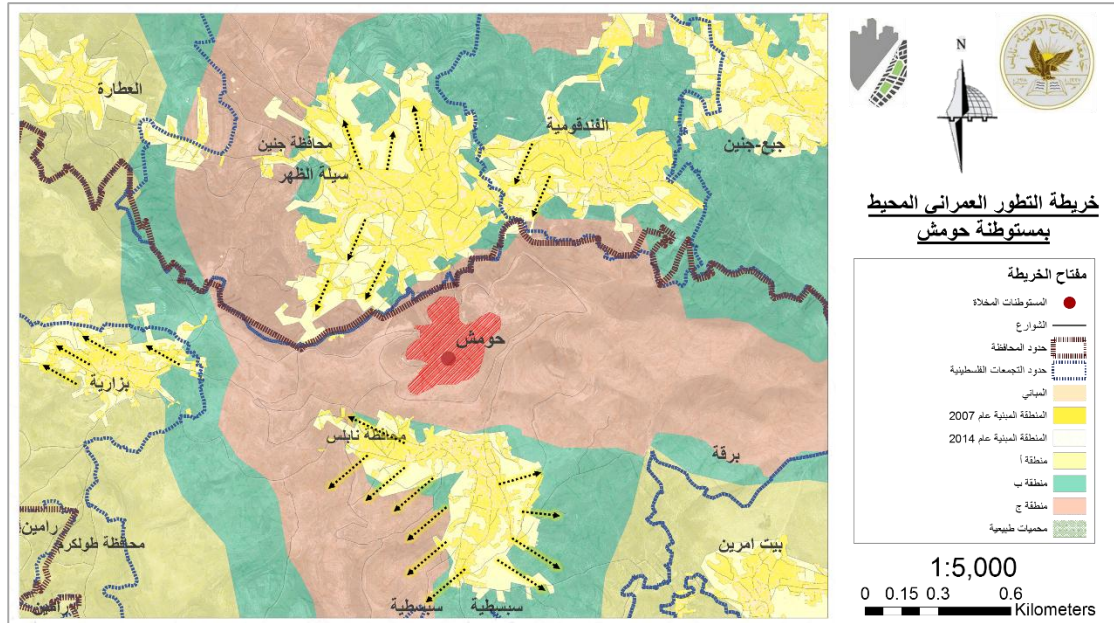 خريطة التطور العمراني المحيط
بمستوطنة حومش
مفتاح الخريطة
المستوطنات المخلاة
الشوارع
حدود المحافظة
حدود التجمعات الفلسطينية
المباني
المنطقة المبنية عام 2007
المنطقة المبنية عام 2014
منطقة أ
منطقة ب
منطقة ج
محميات طبيعية
1:5,000
0 0.15 0.3 0.6
Kilometers
N
العطارة
الفندقومية
محافظة جنين
جبع-جنين
سيلة الظهر
حومش
بزارية
محافظة نابلس
برقة
رامين
محافظة طولكرم
بيت امرين
رامين
سبسطية
سبسطية